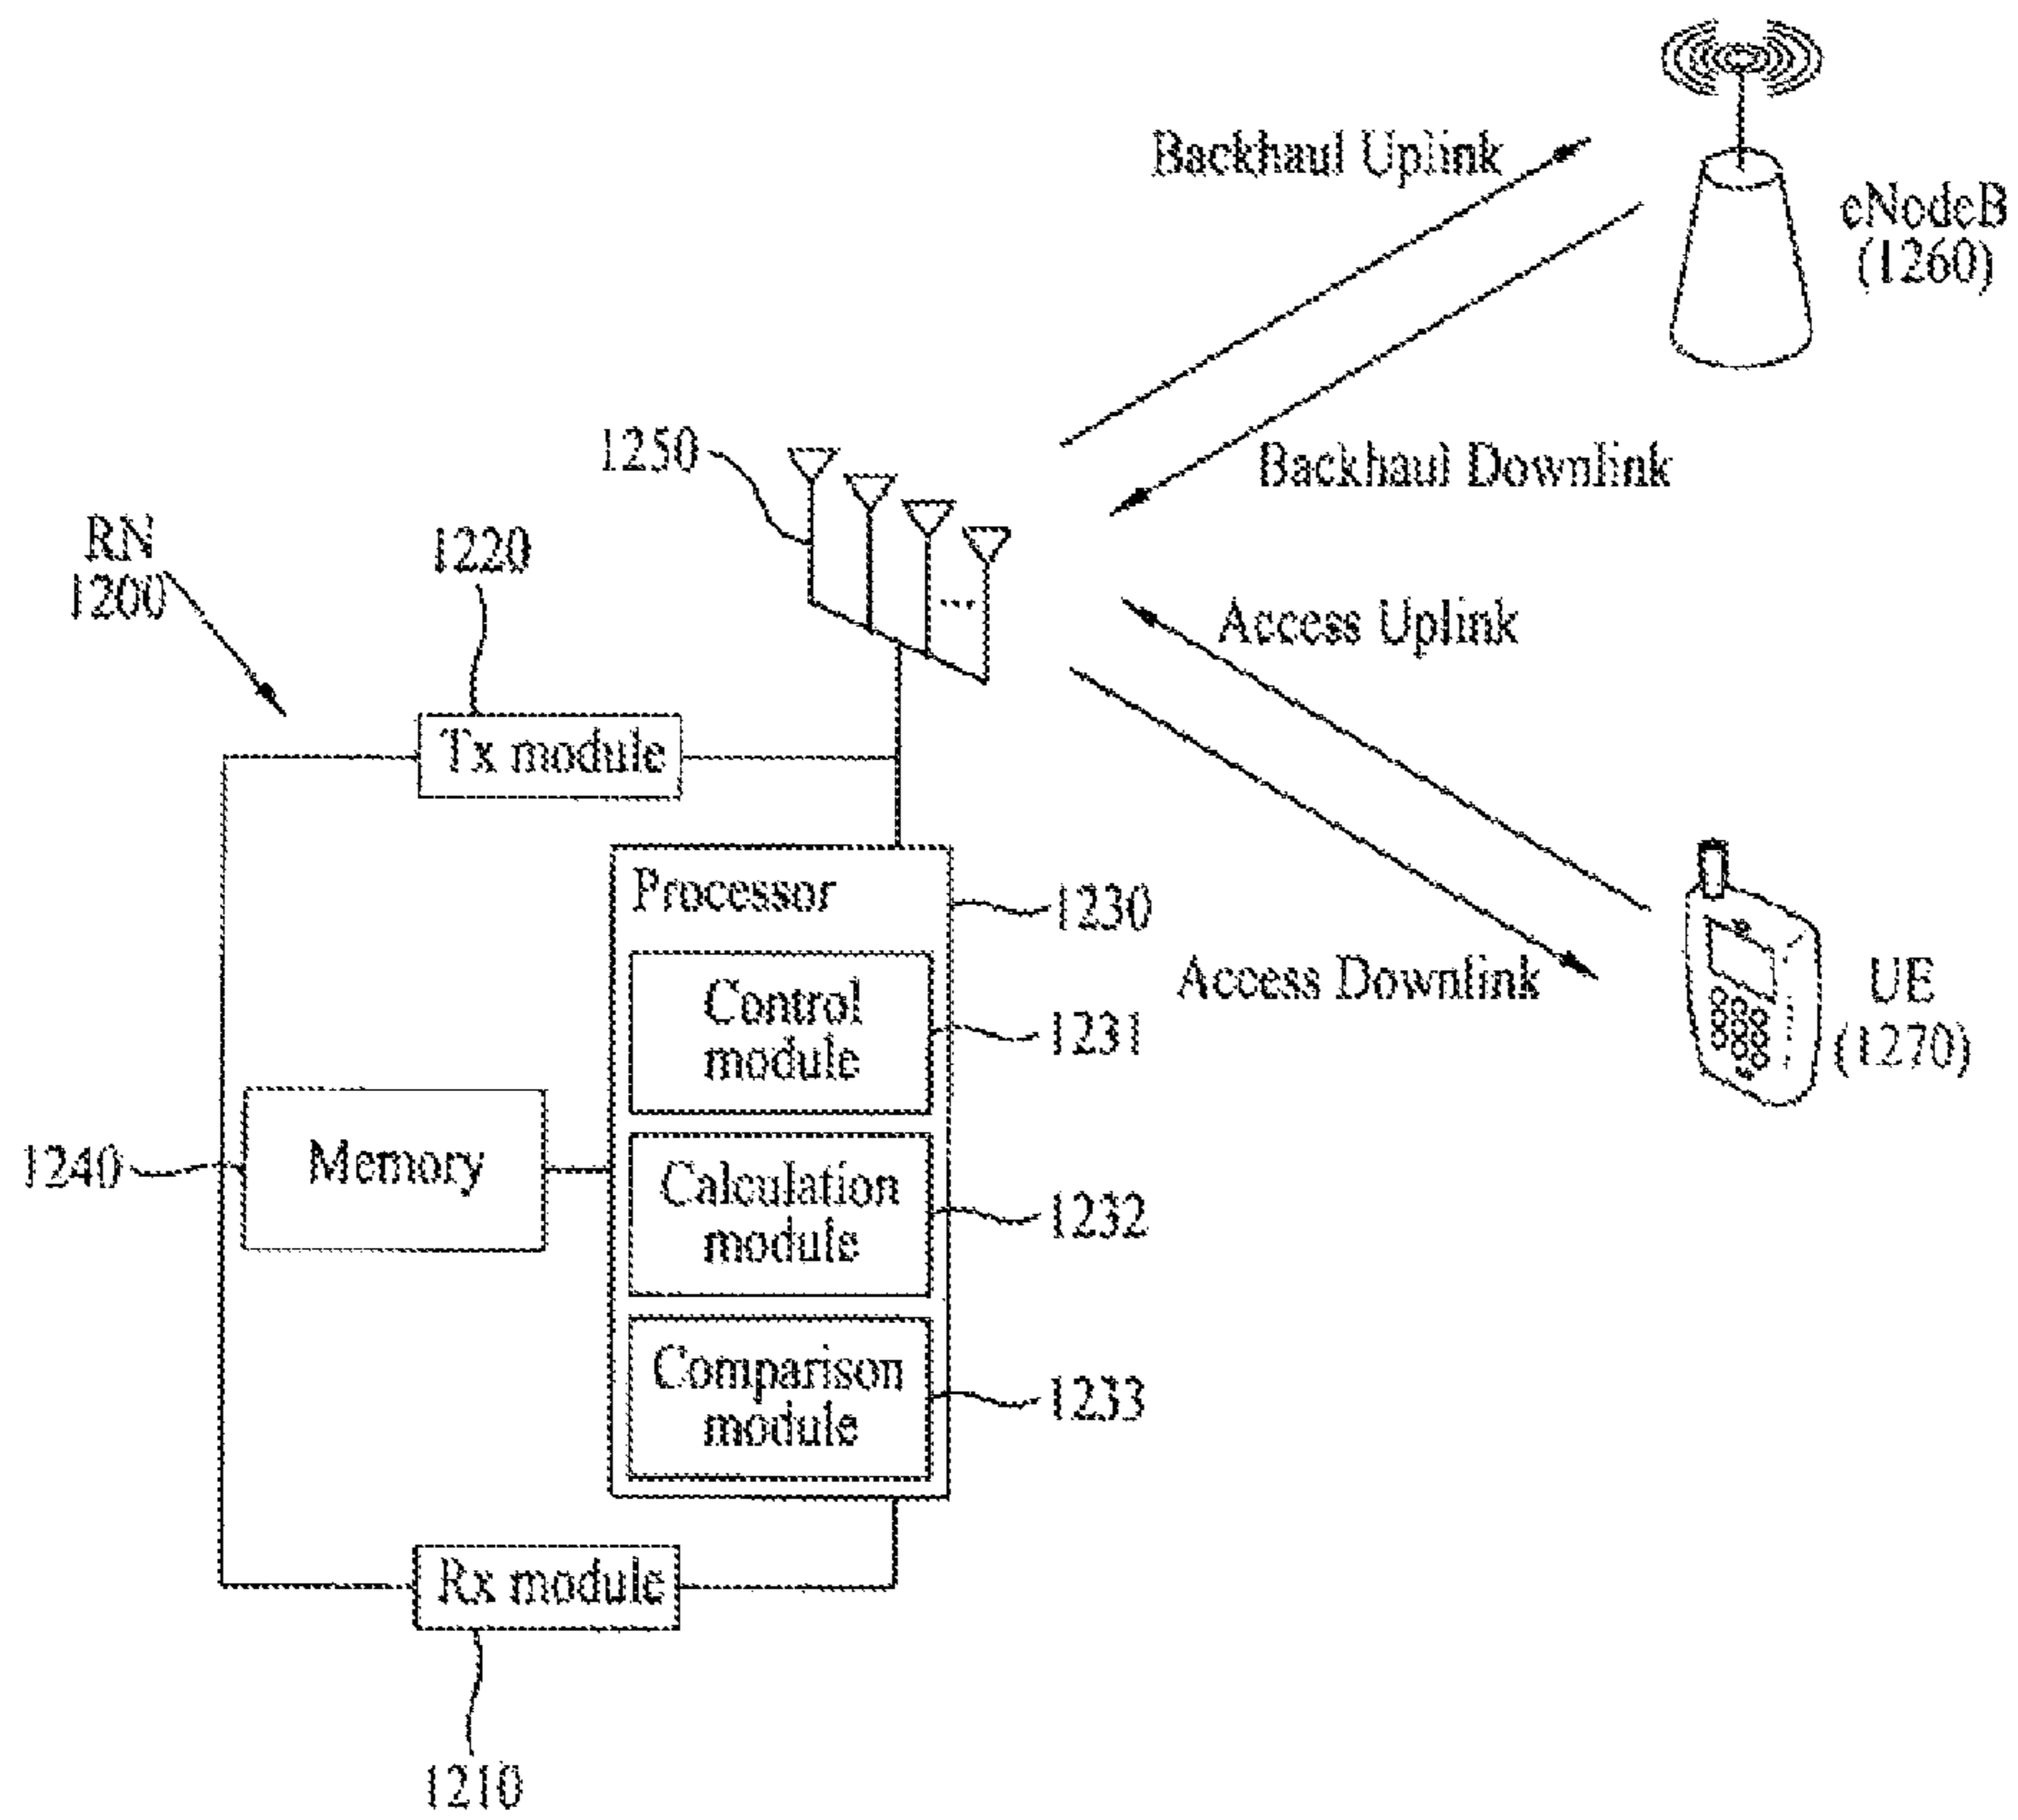 Backhaul Uplink
eNodeB
(1260)
1250
Backhaul Downlink
RN
1200
1220
Access Uplink
Tx module
Processor
1230
Access Downlink
UE
(1270)
Control
module
1231
1240
Memory
Calculation
module
1232
Comparison
module
1233
Rx module
1210